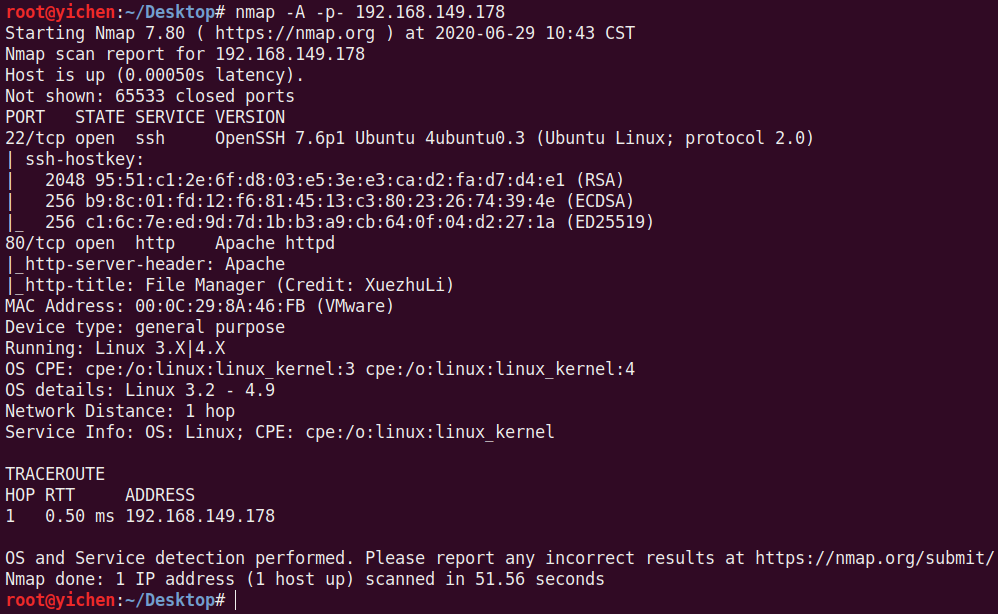 root@yichen:~/Desktop# nmap -A -p- 192.168.149.178
Starting Nmap 7.80 ( https://nmap.org ) at 2020-06-29 10:43 CST
Nmap scan report for 192.168.149.178
Host is up (0.00050s latency).
Not shown: 65533 closed ports
PORT   STATE SERVICE VERSION
22/tcp open  ssh     OpenSSH 7.6p1 Ubuntu 4ubuntu0.3 (Ubuntu Linux; protocol 2.0)
| ssh-hostkey:
|   2048 95:51:c1:2e:6f:d8:03:e5:3e:e3:ca:d2:fa:d7:d4:e1 (RSA)
|   256 b9:8c:01:fd:12:f6:81:45:13:c3:80:23:26:74:39:4e (ECDSA)
|_  256 c1:6c:7e:ed:9d:7d:1b:b3:a9:cb:64:0f:04:d2:27:1a (ED25519)
80/tcp open  http    Apache httpd
|_http-server-header: Apache
|_http-title: File Manager (Credit: XuezhuLi)
MAC Address: 00:0C:29:8A:46:FB (VMware)
Device type: general purpose
Running: Linux 3.X|4.X
OS CPE: cpe:/o:linux:linux_kernel:3 cpe:/o:linux:linux_kernel:4
OS details: Linux 3.2 - 4.9
Network Distance: 1 hop
Service Info: OS: Linux; CPE: cpe:/o:linux:linux_kernel

TRACEROUTE
HOP RTT     ADDRESS
1   0.50 ms 192.168.149.178

OS and Service detection performed. Please report any incorrect results at https://nmap.org/submit/
Nmap done: 1 IP address (1 host up) scanned in 51.56 seconds
root@yichen:~/Desktop#